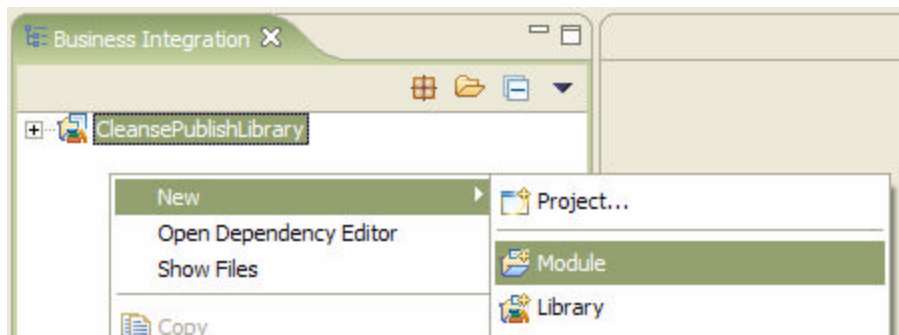 Business Integration
CleansePublishLibrary
New
Project...
Open Dependency Editor
Module
Show Files
Library
Copy